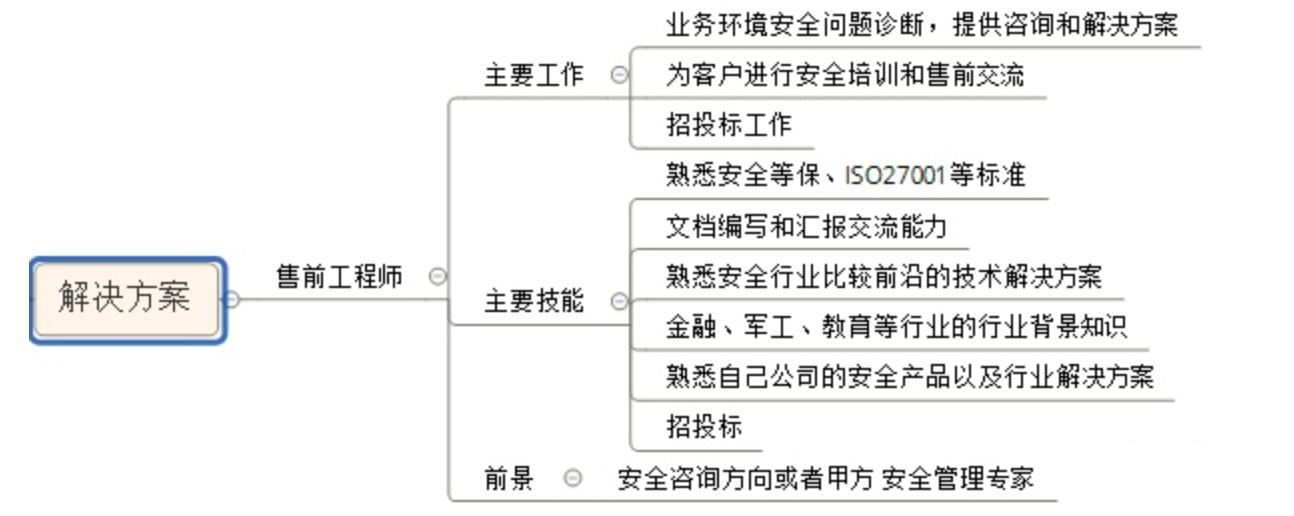 解决方案
售前工程师
主要工作
业务环境安全问题诊断，提供咨询和解决方案
为客户进行安全培训和售前交流
招投标工作
主要技能
熟悉安全等保、ISO27001等标准
文档编写和汇报交流能力
熟悉安全行业比较前沿的技术解决方案
金融、军工、教育等行业的行业背景知识
熟悉自己公司的安全产品以及行业解决方案
招投标
前景
安全咨询方向或者甲方 安全管理专家